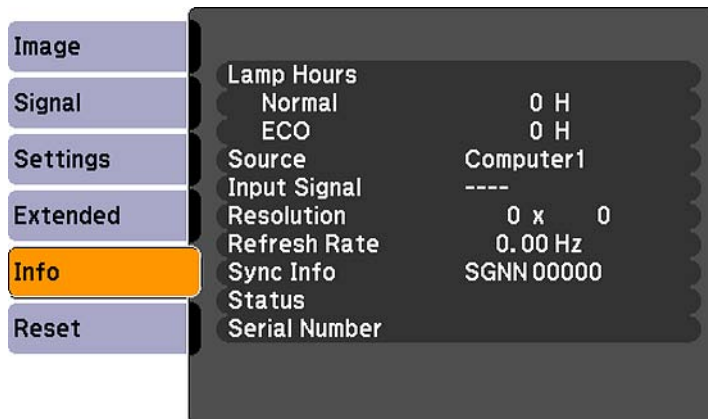 Image
Signal
Settings
Extended
Info
Reset
Lamp Hours
Normal 0 H
ECO 0 H
Source Computer1
Input Signal ----
Resolution 0 x 0
Refresh Rate 0.00 Hz
Sync Info SGNN 00000
Status
Serial Number